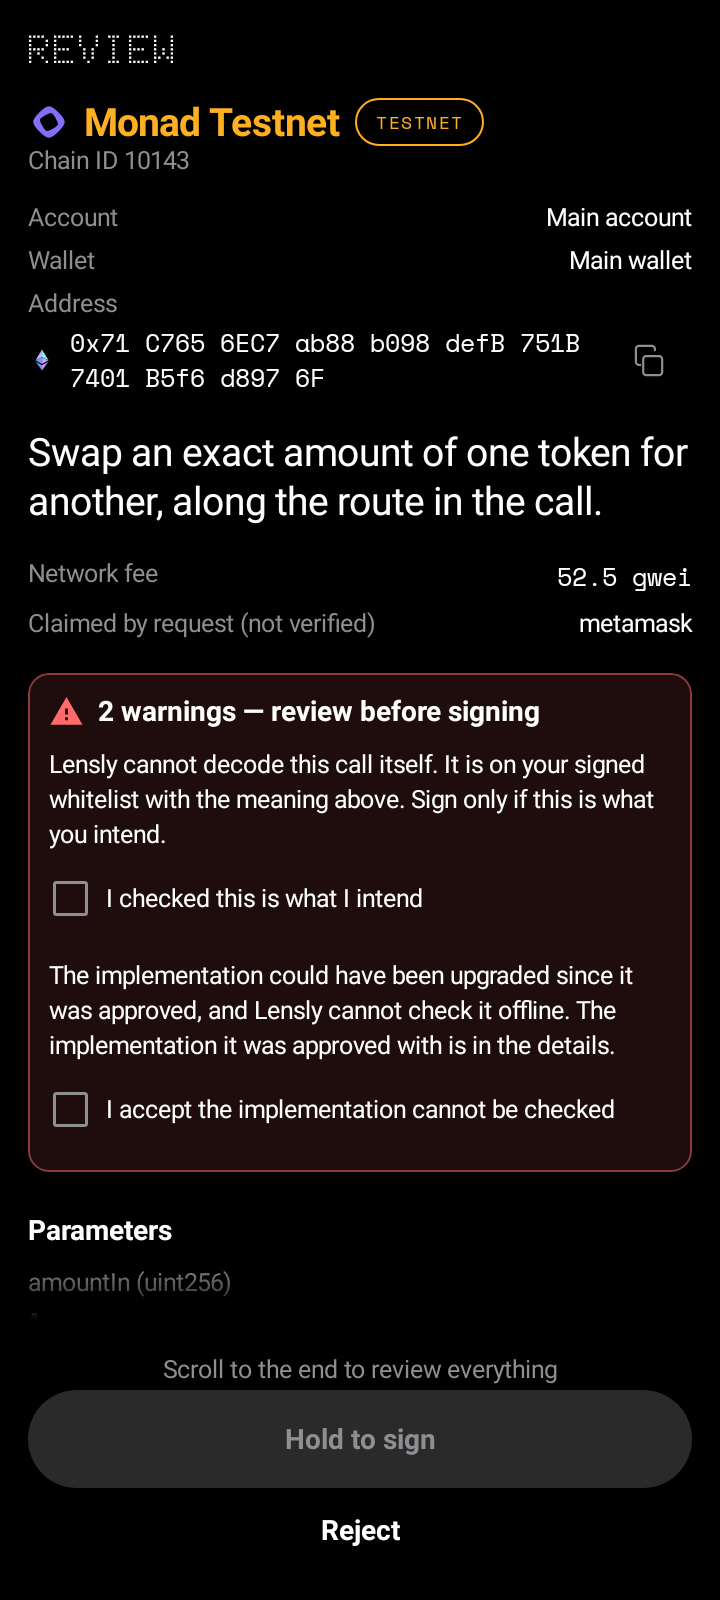 REVIEW
Monad Testnet TESTNET
Chain ID 10143
Account Main account
Wallet Main wallet
Address
0x71 C765 6EC7 ab88 b098 defB 751B
7401 B5f6 d897 6F
Swap an exact amount of one token for
another, along the route in the call.
Network fee 52.5 gwei
Claimed by request (not verified) metamask
2 warnings — review before signing
Lensly cannot decode this call itself. It is on your signed
whitelist with the meaning above. Sign only if this is what
you intend.
I checked this is what I intend
The implementation could have been upgraded since it
was approved, and Lensly cannot check it offline. The
implementation it was approved with is in the details.
I accept the implementation cannot be checked
Parameters
amountIn (uint256)
Scroll to the end to review everything
Hold to sign
Reject